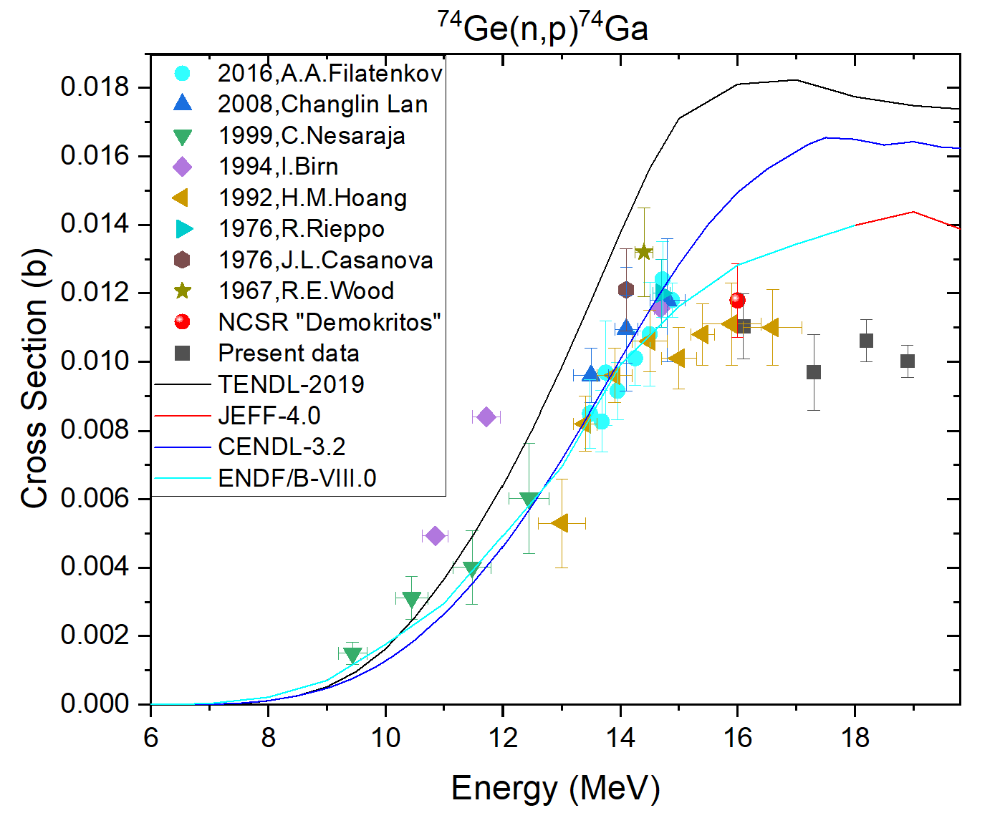 ⁷⁴Ge(n,p)⁷⁴Ga
2016,A.A.Filatenkov
2008,Changlin Lan
1999,C.Nesaraja
1994,I.Birn
1992,H.M.Hoang
1976,R.Rieppo
1976,J.L.Casanova
1967,R.E.Wood
NCSR "Demokritos"
Present data
TENDL-2019
JEFF-4.0
CENDL-3.2
ENDF/B-VIII.0
Cross Section (b)
0.018
0.016
0.014
0.012
0.010
0.008
0.006
0.004
0.002
0.000
6 8 10 12 14 16 18
Energy (MeV)